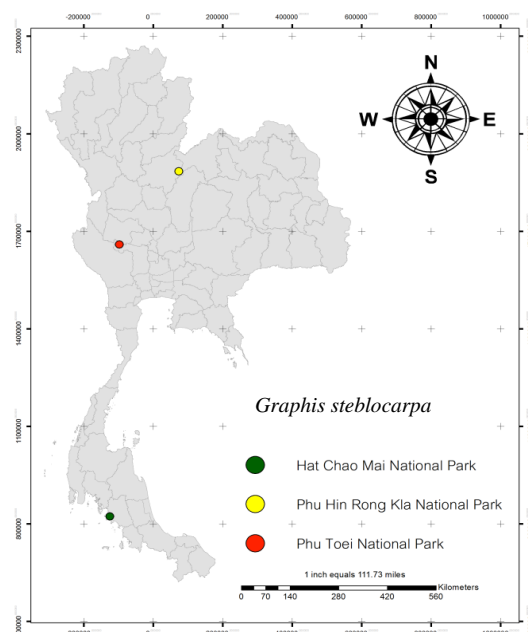 -200000 0 200000 400000 600000 800000 1000000
2300000
2000000
1700000
1400000
1100000
800000
N
W E
S
Graphis steblocarpa
Hat Chao Mai National Park
Phu Hin Rong Kla National Park
Phu Toei National Park
1 inch equals 111.73 miles
Kilometers
0 70 140 280 420 560